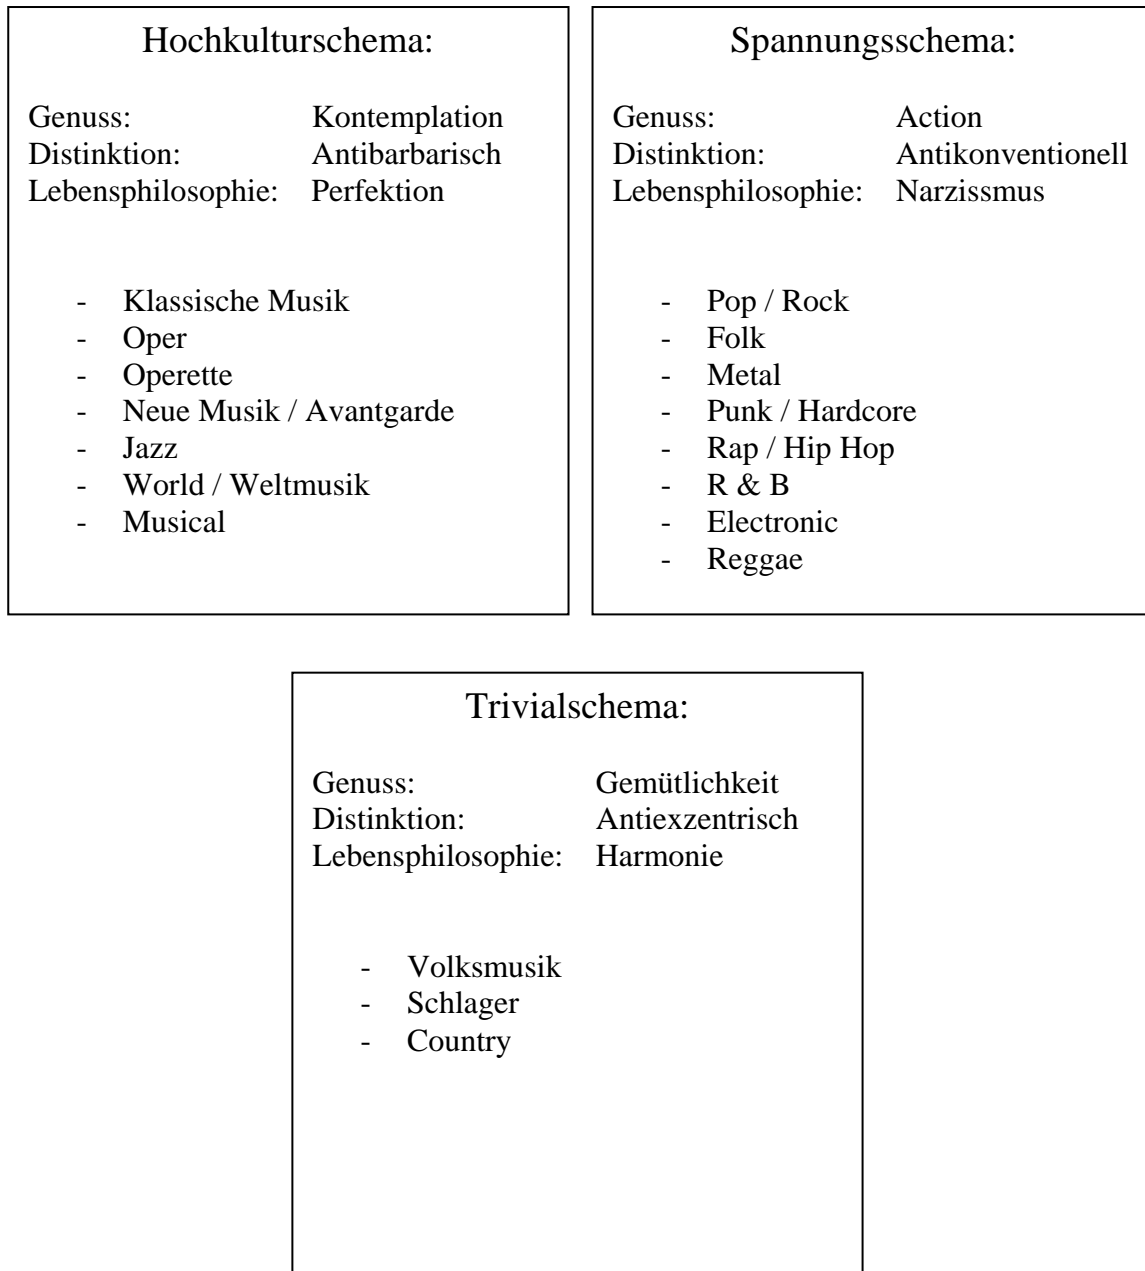 Hochkulturschema:
Genuss: Kontemplation
Distinktion: Antibarbarisch
Lebensphilosophie: Perfektion
- Klassische Musik
- Oper
- Operette
- Neue Musik / Avantgarde
- Jazz
- World / Weltmusik
- Musical
Spannungsschema:
Genuss: Action
Distinktion: Antikonventionell
Lebensphilosophie: Narzissmus
- Pop / Rock
- Folk
- Metal
- Punk / Hardcore
- Rap / Hip Hop
- R & B
- Electronic
- Reggae
Trivialschema:
Genuss: Gemütlichkeit
Distinktion: Antiexzentrisch
Lebensphilosophie: Harmonie
- Volksmusik
- Schlager
- Country